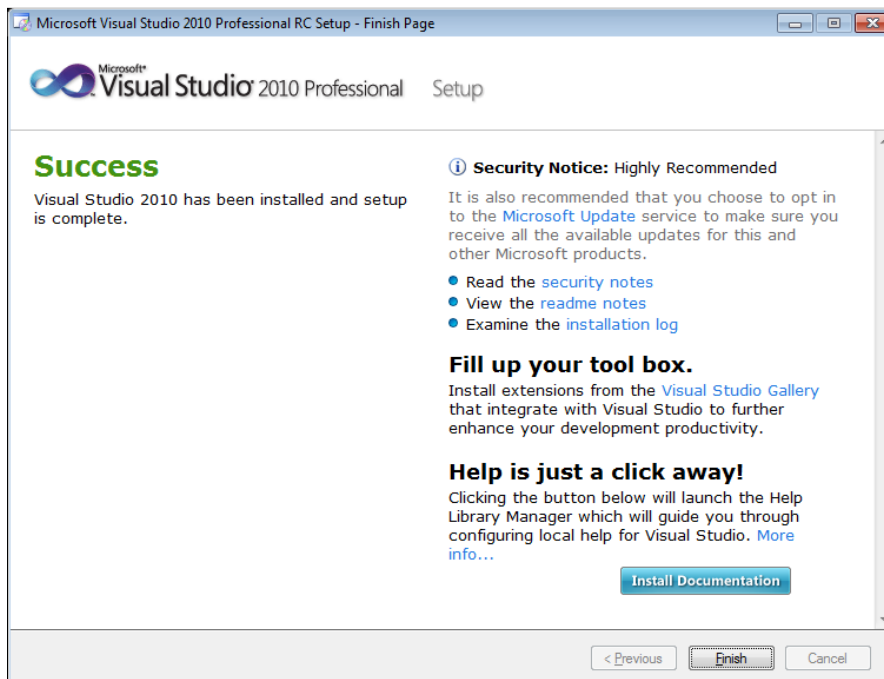 Microsoft Visual Studio 2010 Professional RC Setup - Finish Page
Microsoft®
Visual Studio® 2010 Professional Setup
Success
Visual Studio 2010 has been installed and setup
is complete.
Security Notice: Highly Recommended
It is also recommended that you choose to opt in
to the Microsoft Update service to make sure you
receive all the available updates for this and
other Microsoft products.
Read the security notes
View the readme notes
Examine the installation log
Fill up your tool box.
Install extensions from the Visual Studio Gallery
that integrate with Visual Studio to further
enhance your development productivity.
Help is just a click away!
Clicking the button below will launch the Help
Library Manager which will guide you through
configuring local help for Visual Studio. More
info...
Install Documentation
< Previous
Finish
Cancel